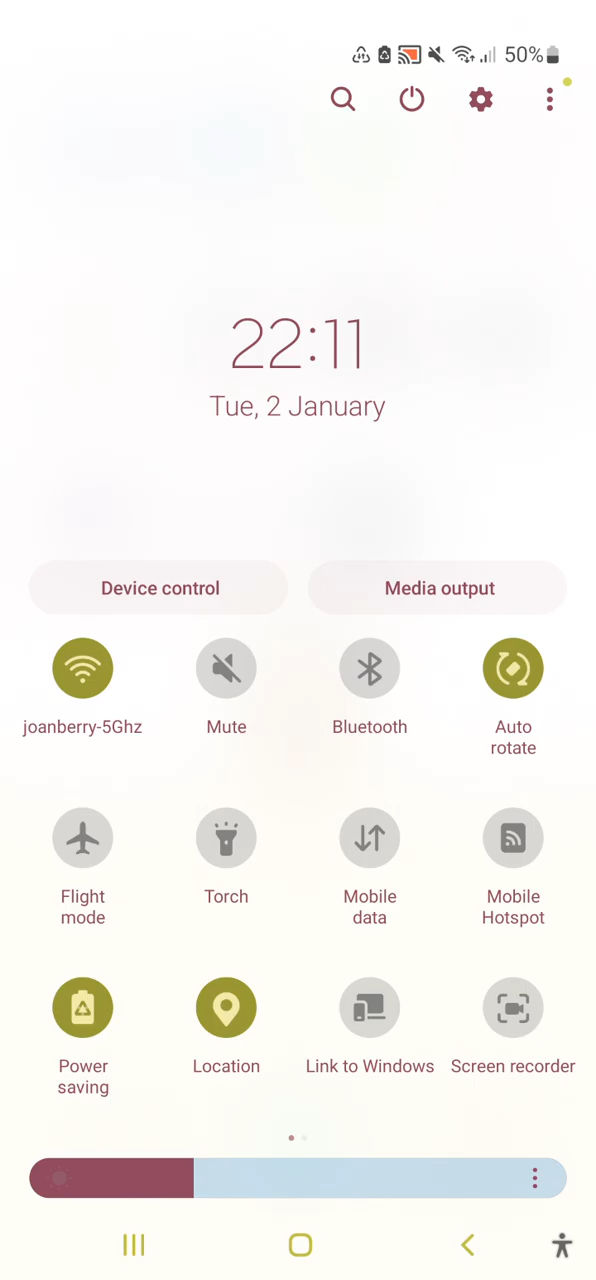 50%
22:11
Tue, 2 January
Device control
Media output
joanberry-5Ghz
Mute
Bluetooth
Auto
rotate
Flight
mode
Torch
Mobile
data
Mobile
Hotspot
Power
saving
Location
Link to Windows
Screen recorder